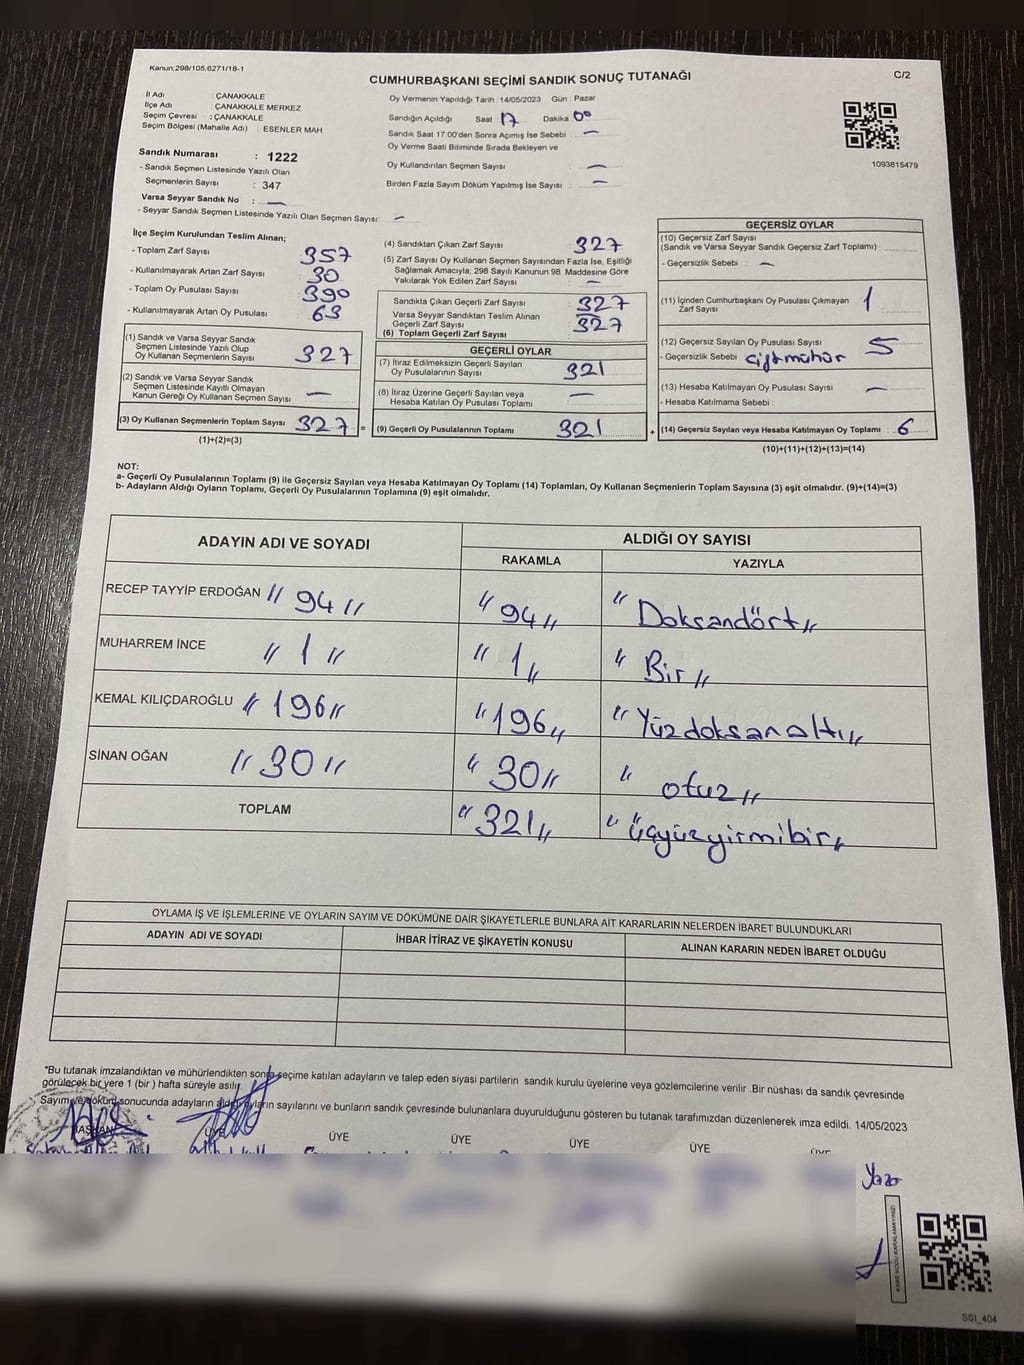 Kanun,298/105,6271/18-1
CUMHURBAŞKANI SEÇİMİ SANDIK SONUÇ TUTANAĞI
C/2
İl Adı : ÇANAKKALE
İlçe Adı : ÇANAKKALE MERKEZ
Seçim Çevresi : ÇANAKKALE
Seçim Bölgesi (Mahalle Adı) : ESENLER MAH
Sandık Numarası : 1222
- Sandık Seçmen Listesinde Yazılı Olan
Seçmenlerin Sayısı : 347
Varsa Seyyar Sandık No : —
- Seyyar Sandık Seçmen Listesinde Yazılı Olan Seçmen Sayısı: —
Oy Vermenin Yapıldığı Tarih : 14/05/2023 Gün : Pazar
Sandığın Açıldığı Saat 17 Dakika 00
Sandık Saat 17:00'den Sonra Açımış İse Sebebi : —
Oy Verme Saati Bitiminde Sırada Bekleyen ve
Oy Kullandırılan Seçmen Sayısı : —
Birden Fazla Sayım Döküm Yapılmış İse Sayısı : —
1093815479
İlçe Seçim Kurulundan Teslim Alınan;
- Toplam Zarf Sayısı : 357
- Kullanılmayarak Artan Zarf Sayısı : 30
- Toplam Oy Pusulası Sayısı : 390
- Kullanılmayarak Artan Oy Pusulası : 63
(1) Sandık ve Varsa Seyyar Sandık
Seçmen Listesinde Yazılı Olup
Oy Kullanan Seçmenlerin Sayısı : 327
(2) Sandık ve Varsa Seyyar Sandık
Seçmen Listesinde Kayıtlı Olmayan
Kanun Gereği Oy Kullanan Seçmen Sayısı : —
(3) Oy Kullanan Seçmenlerin Toplam Sayısı : 327 =
(1)+(2)=(3)
(4) Sandıktan Çıkan Zarf Sayısı : 327
(5) Zarf Sayısı Oy Kullanan Seçmen Sayısından Fazla İse, Eşitliği
Sağlamak Amacıyla; 298 Sayılı Kanunun 98. Maddesine Göre
Yakılarak Yok Edilen Zarf Sayısı : —
Sandıkta Çıkan Geçerli Zarf Sayısı : 327
Varsa Seyyar Sandıktan Teslim Alınan
Geçerli Zarf Sayısı : —
(6) Toplam Geçerli Zarf Sayısı : 327
GEÇERLİ OYLAR
(7) İtiraz Edilmeksizin Geçerli Sayılan
Oy Pusulalarının Sayısı : 321
(8) İtiraz Üzerine Geçerli Sayılan veya
Hesaba Katılan Oy Pusulası Toplamı : —
(9) Geçerli Oy Pusulalarının Toplamı : 321 +
GEÇERSİZ OYLAR
(10) Geçersiz Zarf Sayısı
(Sandık ve Varsa Seyyar Sandık Geçersiz Zarf Toplamı) :
- Geçersizlik Sebebi : —
(11) İçinden Cumhurbaşkanı Oy Pusulası Çıkmayan
Zarf Sayısı : 1
(12) Geçersiz Sayılan Oy Pusulası Sayısı : 5
- Geçersizlik Sebebi : çiftmühür
(13) Hesaba Katılmayan Oy Pusulası Sayısı : —
- Hesaba Katılmama Sebebi :
(14) Geçersiz Sayılan veya Hesaba Katılmayan Oy Toplamı : 6
(10)+(11)+(12)+(13)=(14)
NOT:
a- Geçerli Oy Pusulalarının Toplamı (9) ile Geçersiz Sayılan veya Hesaba Katılmayan Oy Toplamı (14) Toplamları, Oy Kullanan Seçmenlerin Toplam Sayısına (3) eşit olmalıdır. (9)+(14)=(3)
b- Adayların Aldığı Oyların Toplamı, Geçerli Oy Pusulalarının Toplamına (9) eşit olmalıdır.
ADAYIN ADI VE SOYADI
ALDIĞI OY SAYISI
RAKAMLA YAZIYLA
RECEP TAYYİP ERDOĞAN "94" "94" "Doksandört"
MUHARREM İNCE "1" "1" "Bir"
KEMAL KILIÇDAROĞLU "196" "196" "Yüzdoksanaltı"
SİNAN OĞAN "30" "30" "otuz"
TOPLAM "321" "üçyüzyirmibir"
OYLAMA İŞ VE İŞLEMLERİNE VE OYLARIN SAYIM VE DÖKÜMÜNE DAİR ŞİKAYETLERLE BUNLARA AİT KARARLARIN NELERDEN İBARET BULUNDUKLARI
ADAYIN ADI VE SOYADI İHBAR İTİRAZ VE ŞİKAYETİN KONUSU ALINAN KARARIN NEDEN İBARET OLDUĞU
*Bu tutanak imzalandıktan ve mühürlendikten sonra seçime katılan adayların ve talep eden siyasi partilerin sandık kurulu üyelerine veya gözlemcilerine verilir .Bir nüshası da sandık çevresinde
görülecek bir yere 1 (bir ) hafta süreyle asılır.
Sayım ve dökümü sonucunda adayların aldığı oyların sayılarını ve bunların sandık çevresinde bulunanlara duyurulduğunu gösteren bu tutanak tarafımızdan düzenlenerek imza edildi. 14/05/2023
BAŞKAN ÜYE ÜYE ÜYE ÜYE ÜYE ÜYE
KARE KODU KARALAMAYINIZ!
SSI_404